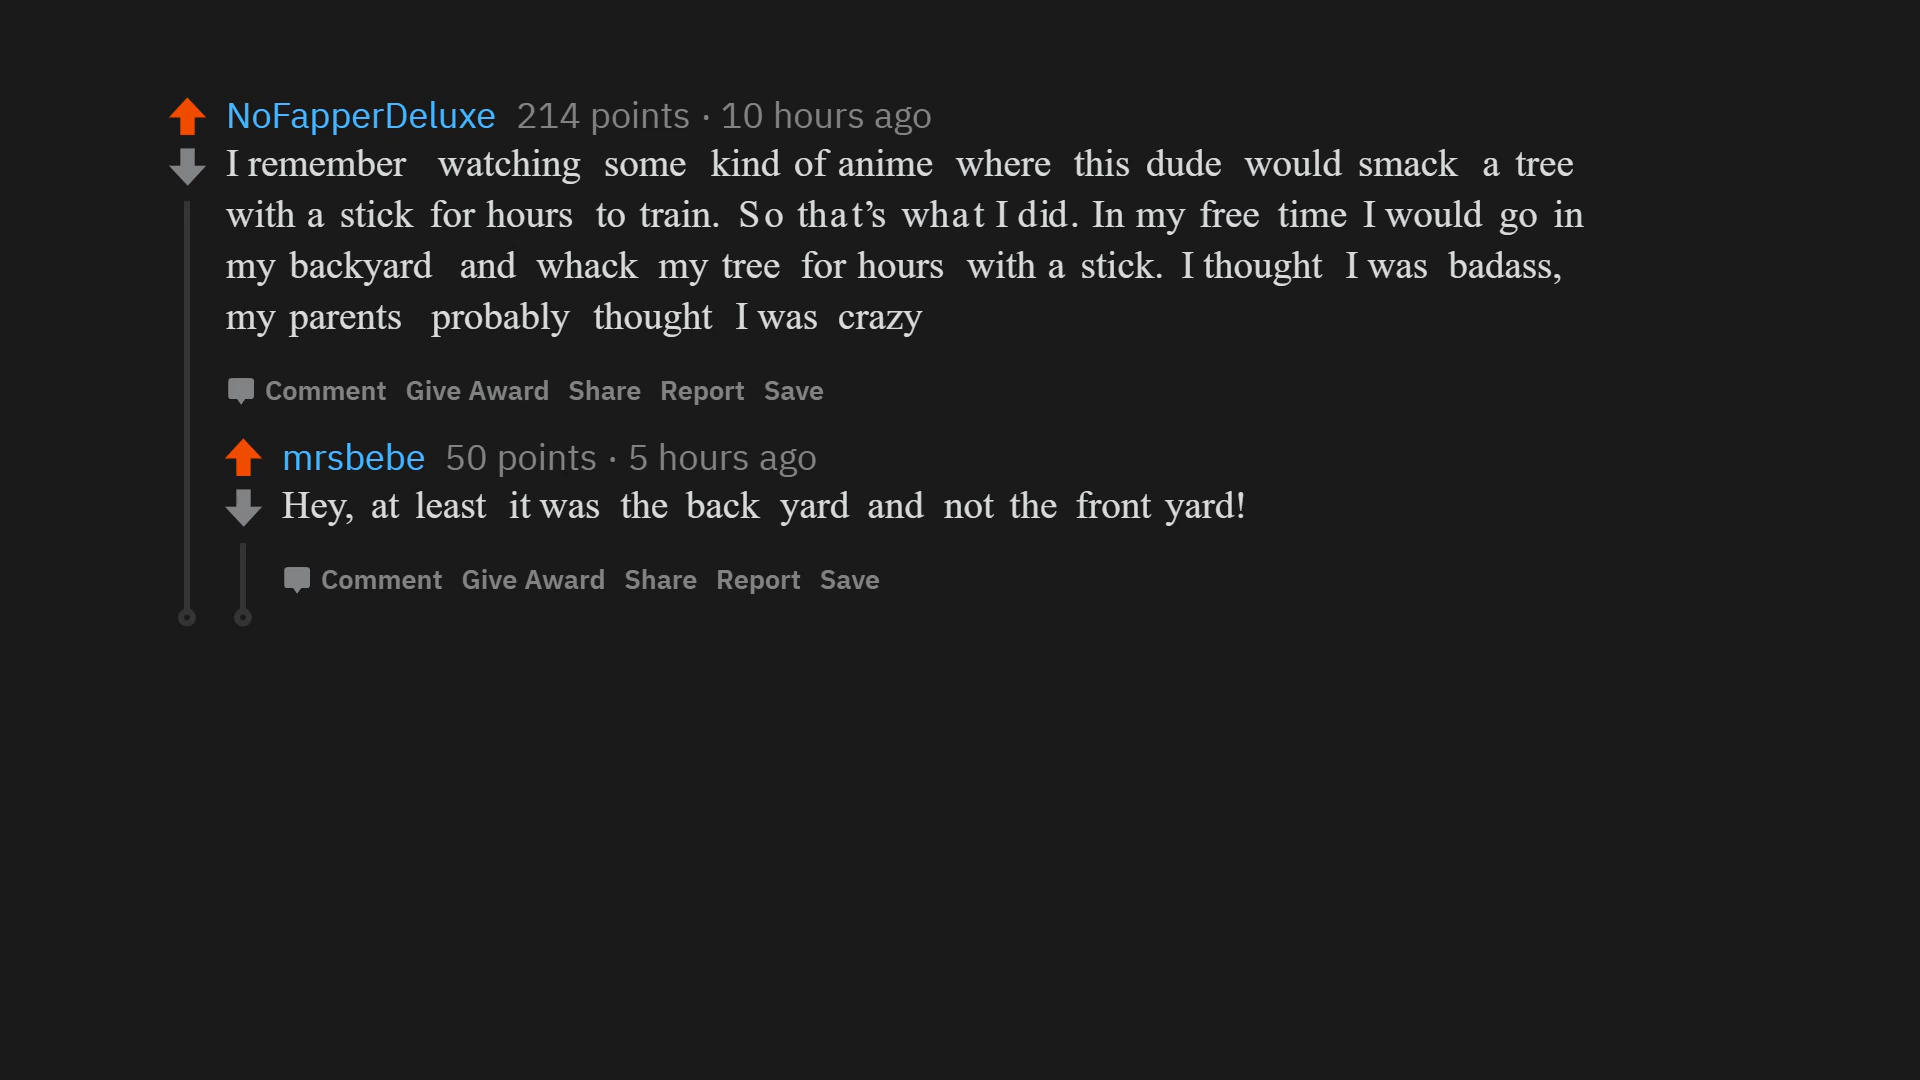 NoFapperDeluxe 214 points · 10 hours ago
I remember watching some kind of anime where this dude would smack a tree
with a stick for hours to train. So that’s what I did. In my free time I would go in
my backyard and whack my tree for hours with a stick. I thought I was badass,
my parents probably thought I was crazy
Comment Give Award Share Report Save
mrsbebe 50 points · 5 hours ago
Hey, at least it was the back yard and not the front yard!
Comment Give Award Share Report Save